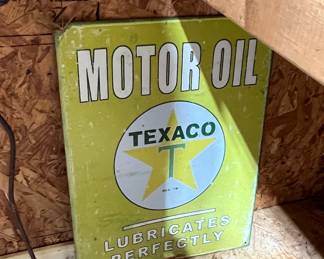 MOTOR OIL
TEXACO
T
LUBRICATES
PERFECTLY